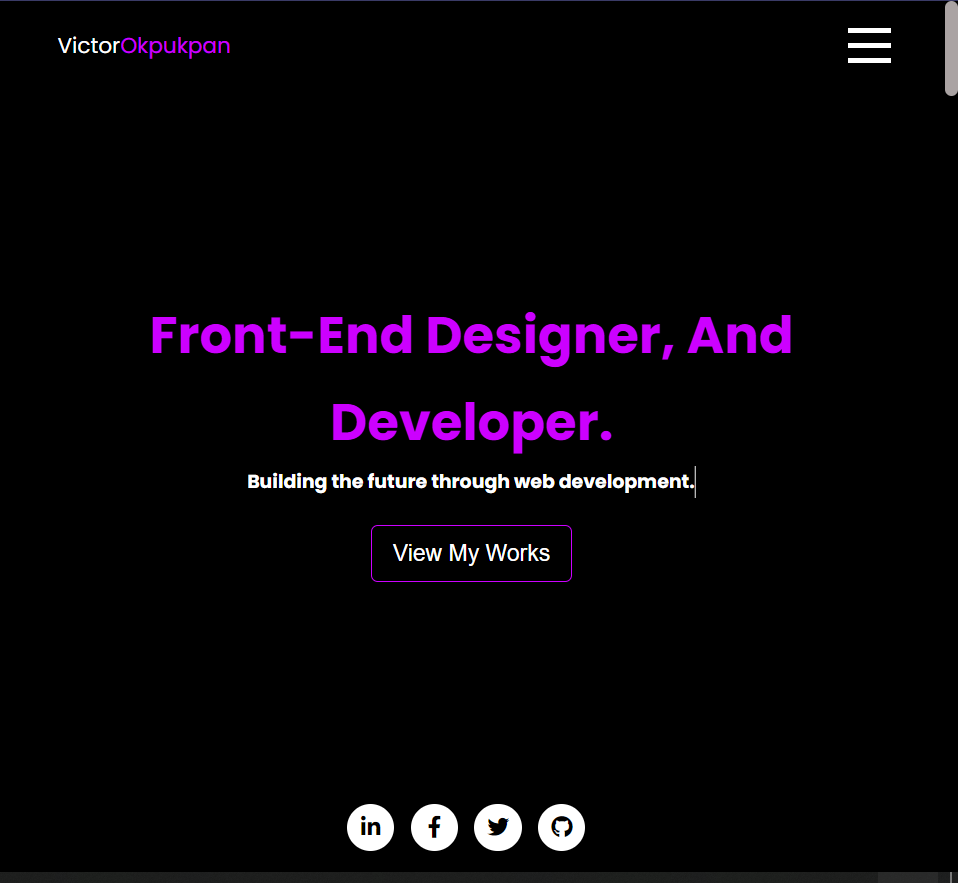 VictorOkpukpan
Front-End Designer, And
Developer.
Building the future through web development.
View My Works
in